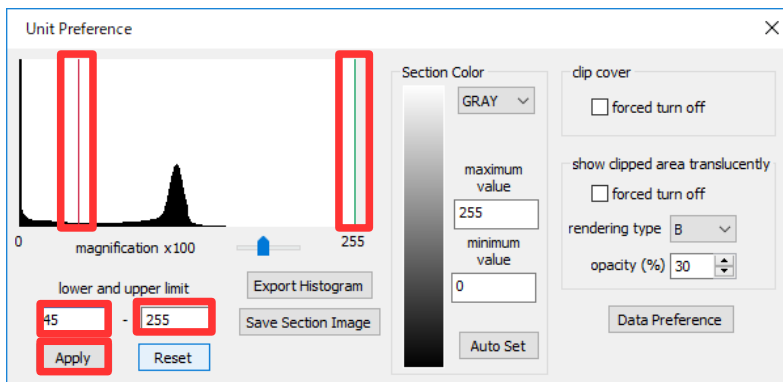 Unit Preference
0
magnification x100
255
lower and upper limit
45
-
255
Apply
Reset
Export Histogram
Save Section Image
Section Color
GRAY
maximum
value
255
minimum
value
0
Auto Set
clip cover
forced turn off
show clipped area translucently
forced turn off
rendering type B
opacity (%) 30
Data Preference